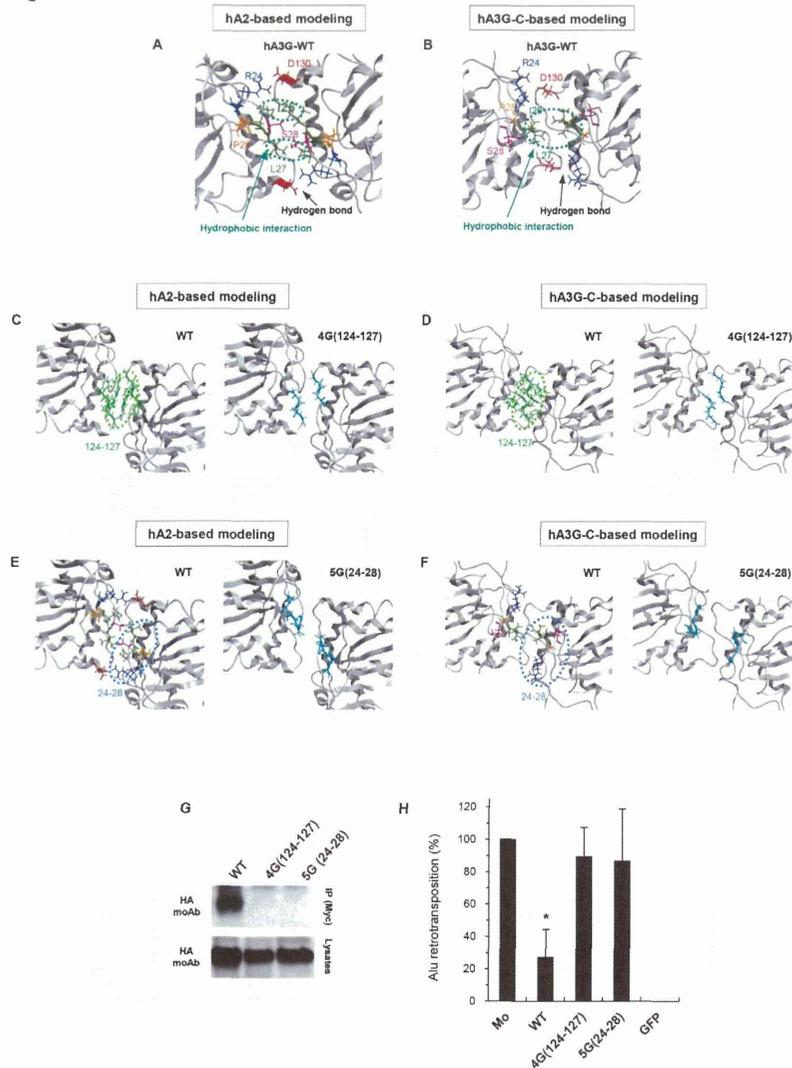 hA2-based modeling
hA3G-C-based modeling
A
hA3G-WT
D130
R24
I26
P25
S28
L27
Hydrogen bond
Hydrophobic interaction
B
hA3G-WT
R24
D130
P25
I26
S28
L27
Hydrogen bond
Hydrophobic interaction
hA2-based modeling
hA3G-C-based modeling
C
WT
4G(124-127)
124-127
D
WT
4G(124-127)
124-127
hA2-based modeling
hA3G-C-based modeling
E
WT
5G(24-28)
24-28
F
WT
5G(24-28)
24-28
G
WT
4G(124-127)
5G (24-28)
HA
moAb
IP (Myc)
HA
moAb
Lysates
H
Alu retrotransposition (%)
120
100
80
60
40
20
0
*
Mo
WT
4G(124-127)
5G(24-28)
GFP